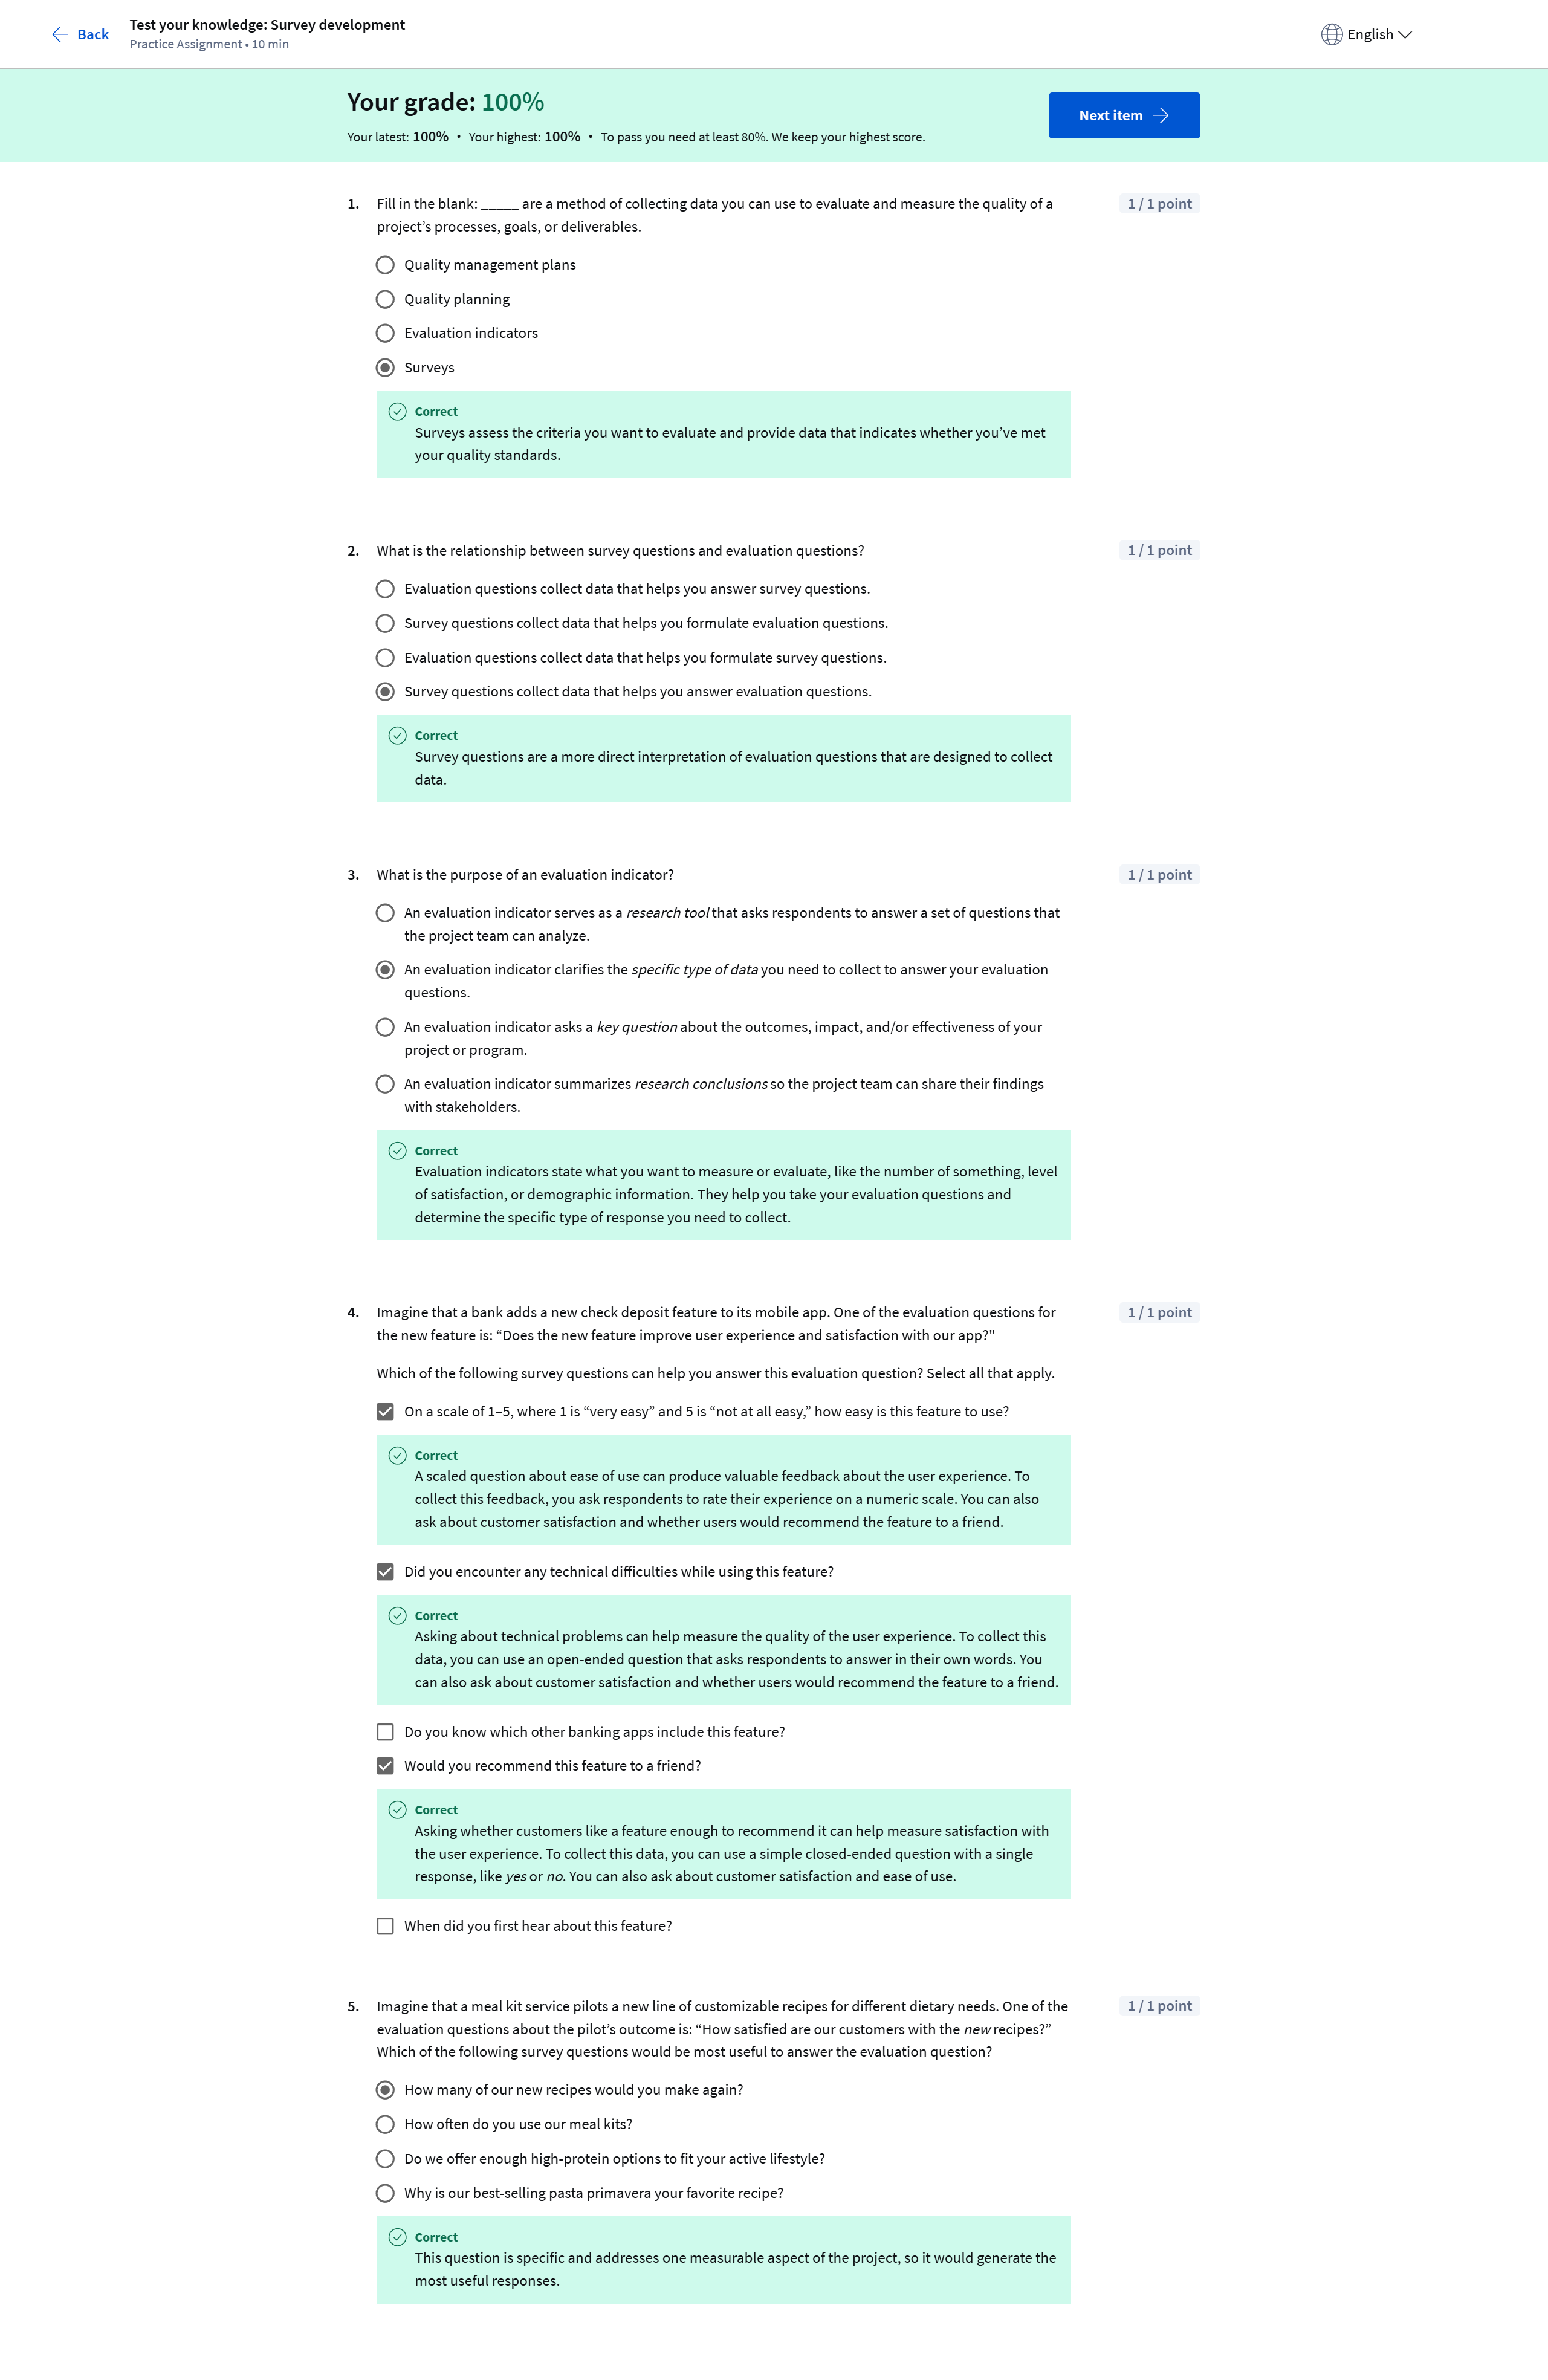 Back
Test your knowledge: Survey development
Practice Assignment • 10 min
English
Your grade: 100%
Your latest: 100% • Your highest: 100% • To pass you need at least 80%. We keep your highest score.
Next item
1. Fill in the blank: _____ are a method of collecting data you can use to evaluate and measure the quality of a
project’s processes, goals, or deliverables.
1 / 1 point
Quality management plans
Quality planning
Evaluation indicators
Surveys
Correct
Surveys assess the criteria you want to evaluate and provide data that indicates whether you’ve met
your quality standards.
2. What is the relationship between survey questions and evaluation questions?
1 / 1 point
Evaluation questions collect data that helps you answer survey questions.
Survey questions collect data that helps you formulate evaluation questions.
Evaluation questions collect data that helps you formulate survey questions.
Survey questions collect data that helps you answer evaluation questions.
Correct
Survey questions are a more direct interpretation of evaluation questions that are designed to collect
data.
3. What is the purpose of an evaluation indicator?
1 / 1 point
An evaluation indicator serves as a research tool that asks respondents to answer a set of questions that
the project team can analyze.
An evaluation indicator clarifies the specific type of data you need to collect to answer your evaluation
questions.
An evaluation indicator asks a key question about the outcomes, impact, and/or effectiveness of your
project or program.
An evaluation indicator summarizes research conclusions so the project team can share their findings
with stakeholders.
Correct
Evaluation indicators state what you want to measure or evaluate, like the number of something, level
of satisfaction, or demographic information. They help you take your evaluation questions and
determine the specific type of response you need to collect.
4. Imagine that a bank adds a new check deposit feature to its mobile app. One of the evaluation questions for
the new feature is: “Does the new feature improve user experience and satisfaction with our app?"
1 / 1 point
Which of the following survey questions can help you answer this evaluation question? Select all that apply.
On a scale of 1–5, where 1 is “very easy” and 5 is “not at all easy,” how easy is this feature to use?
Correct
A scaled question about ease of use can produce valuable feedback about the user experience. To
collect this feedback, you ask respondents to rate their experience on a numeric scale. You can also
ask about customer satisfaction and whether users would recommend the feature to a friend.
Did you encounter any technical difficulties while using this feature?
Correct
Asking about technical problems can help measure the quality of the user experience. To collect this
data, you can use an open-ended question that asks respondents to answer in their own words. You
can also ask about customer satisfaction and whether users would recommend the feature to a friend.
Do you know which other banking apps include this feature?
Would you recommend this feature to a friend?
Correct
Asking whether customers like a feature enough to recommend it can help measure satisfaction with
the user experience. To collect this data, you can use a simple closed-ended question with a single
response, like yes or no. You can also ask about customer satisfaction and ease of use.
When did you first hear about this feature?
5. Imagine that a meal kit service pilots a new line of customizable recipes for different dietary needs. One of the
evaluation questions about the pilot’s outcome is: “How satisfied are our customers with the new recipes?”
Which of the following survey questions would be most useful to answer the evaluation question?
1 / 1 point
How many of our new recipes would you make again?
How often do you use our meal kits?
Do we offer enough high-protein options to fit your active lifestyle?
Why is our best-selling pasta primavera your favorite recipe?
Correct
This question is specific and addresses one measurable aspect of the project, so it would generate the
most useful responses.